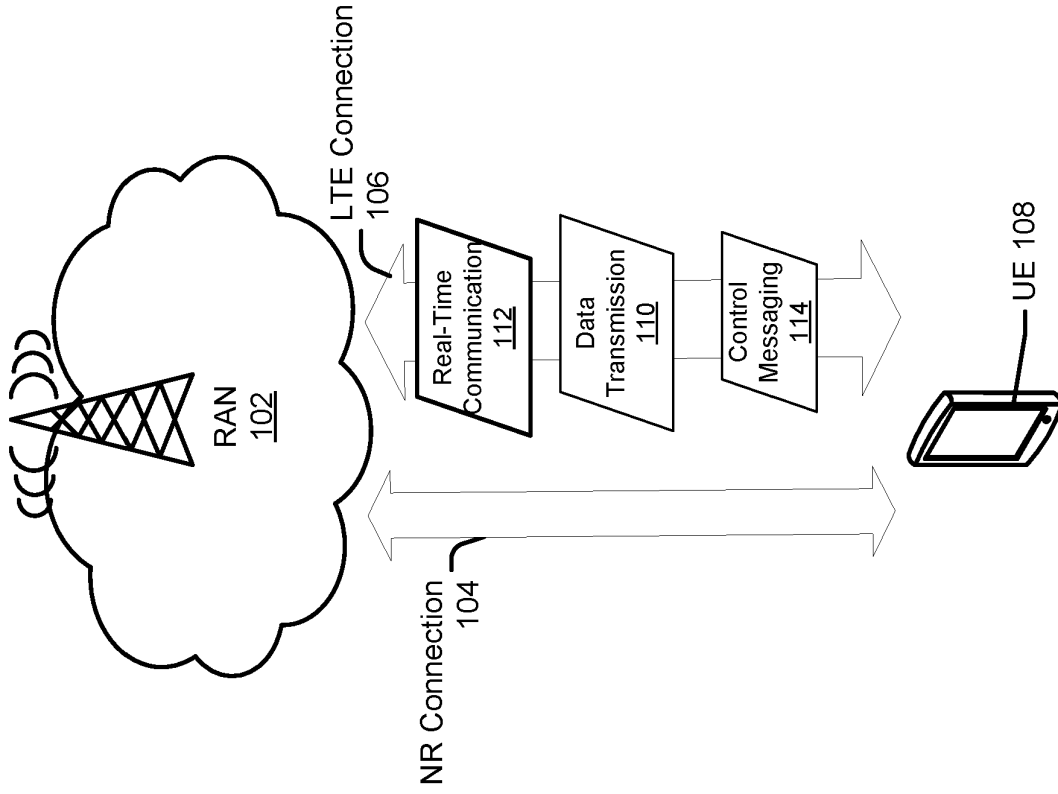 RAN
102
LTE Connection
106
Real-Time
Communication
112
Data
Transmission
110
Control
Messaging
114
NR Connection
104
UE 108